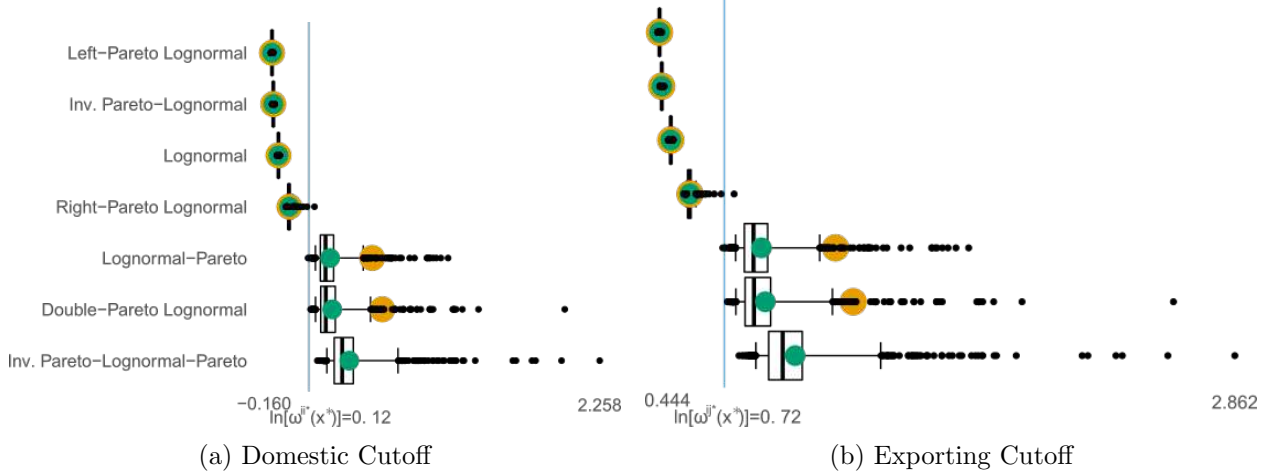 Left−Pareto Lognormal
Inv. Pareto−Lognormal
Lognormal
Right−Pareto Lognormal
Lognormal−Pareto
Double−Pareto Lognormal
Inv. Pareto−Lognormal−Pareto
−0.160
ln[ω^{ii*}(x*)]=0. 12
2.258
0.444
ln[ω^{ij*}(x*)]=0. 72
2.862
(a) Domestic Cutoff
(b) Exporting Cutoff